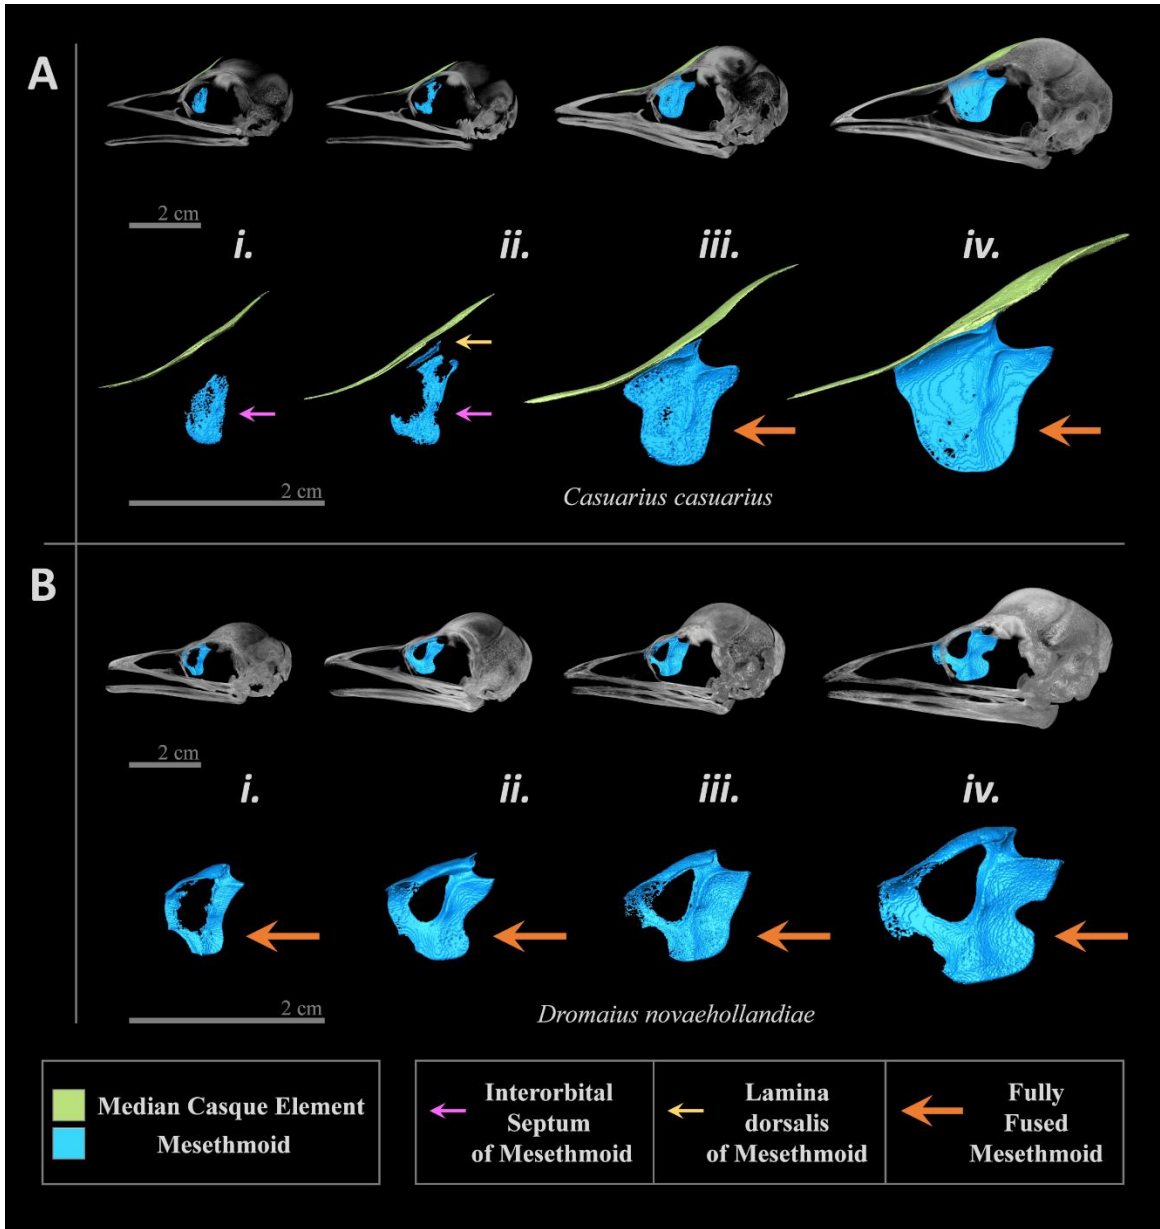 A
2 cm
i.
ii.
iii.
iv.
2 cm
Casuarius casuarius
B
2 cm
i.
ii.
iii.
iv.
2 cm
Dromaius novaehollandiae
Median Casque Element
Mesethmoid
Interorbital
Septum
of Mesethmoid
Lamina
dorsalis
of Mesethmoid
Fully
Fused
Mesethmoid